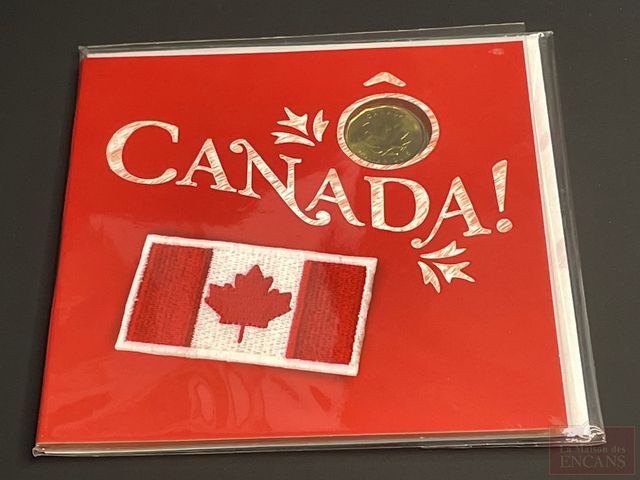 Ô
CANADA!
La Maison des
ENCANS